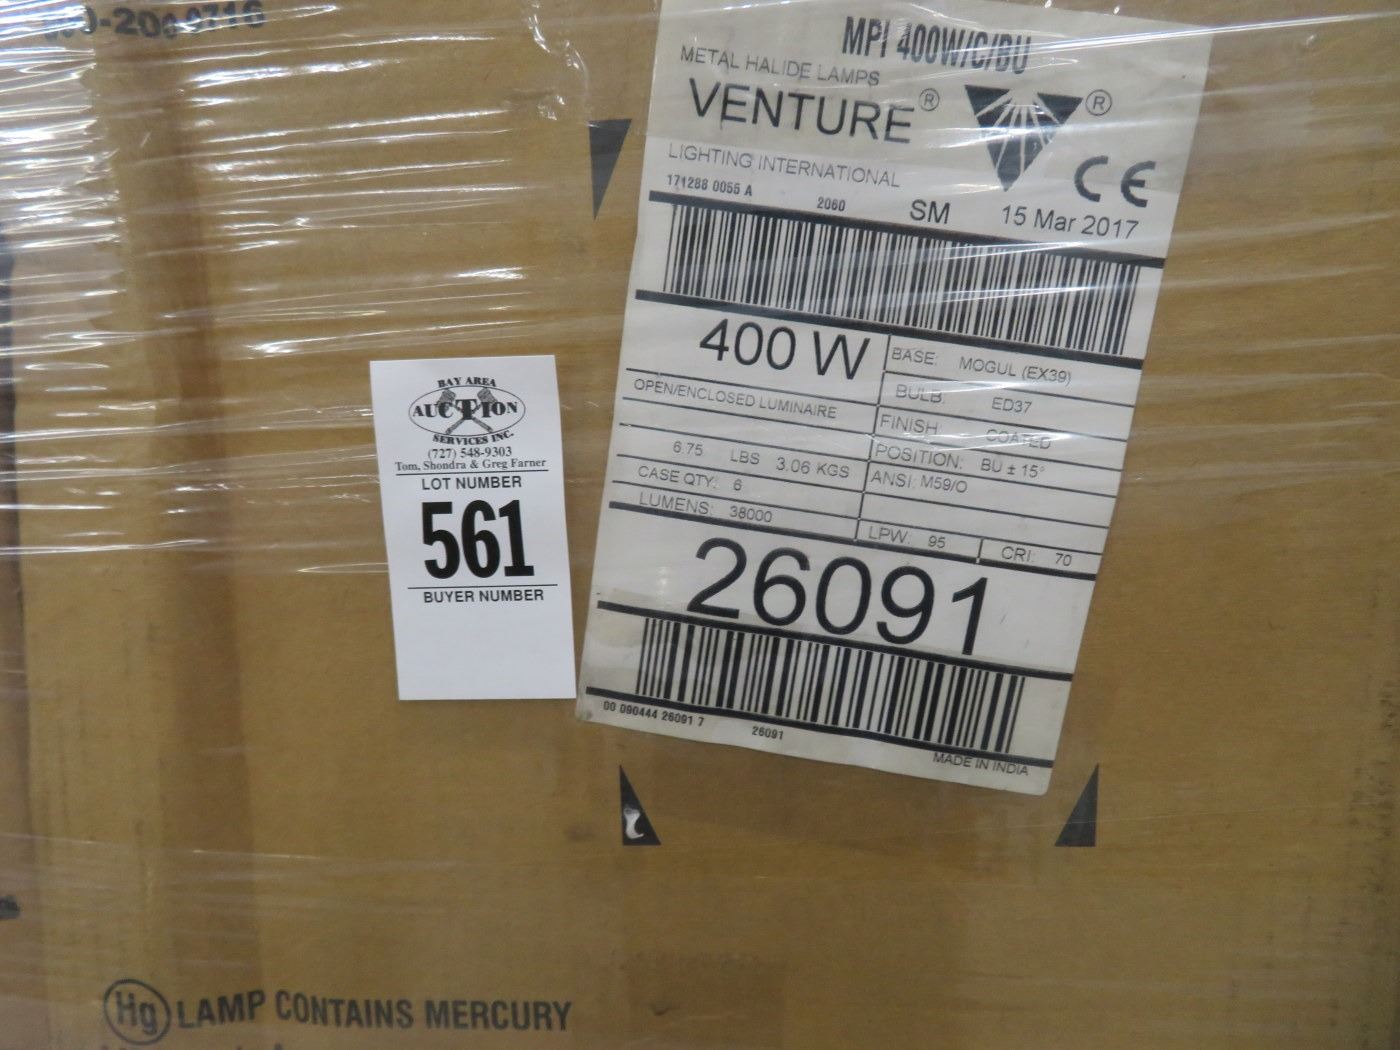 MPI 400W/C/BU
METAL HALIDE LAMPS
VENTURE® ®
LIGHTING INTERNATIONAL
CE
171288 0055 A 2060 SM 15 Mar 2017
400 W
OPEN/ENCLOSED LUMINAIRE
6.75 LBS 3.06 KGS
CASE QTY: 6
LUMENS: 38000
BASE: MOGUL (EX39)
BULB: ED37
FINISH: COATED
POSITION: BU ± 15°
ANSI: M59/O
LPW: 95 CRI: 70
26091
00 090444 26091 7 26091
MADE IN INDIA
BAY AREA
AUCTION
SERVICES INC.
(727) 548-9303
Tom, Shondra & Greg Farner
LOT NUMBER
561
BUYER NUMBER
Hg LAMP CONTAINS MERCURY